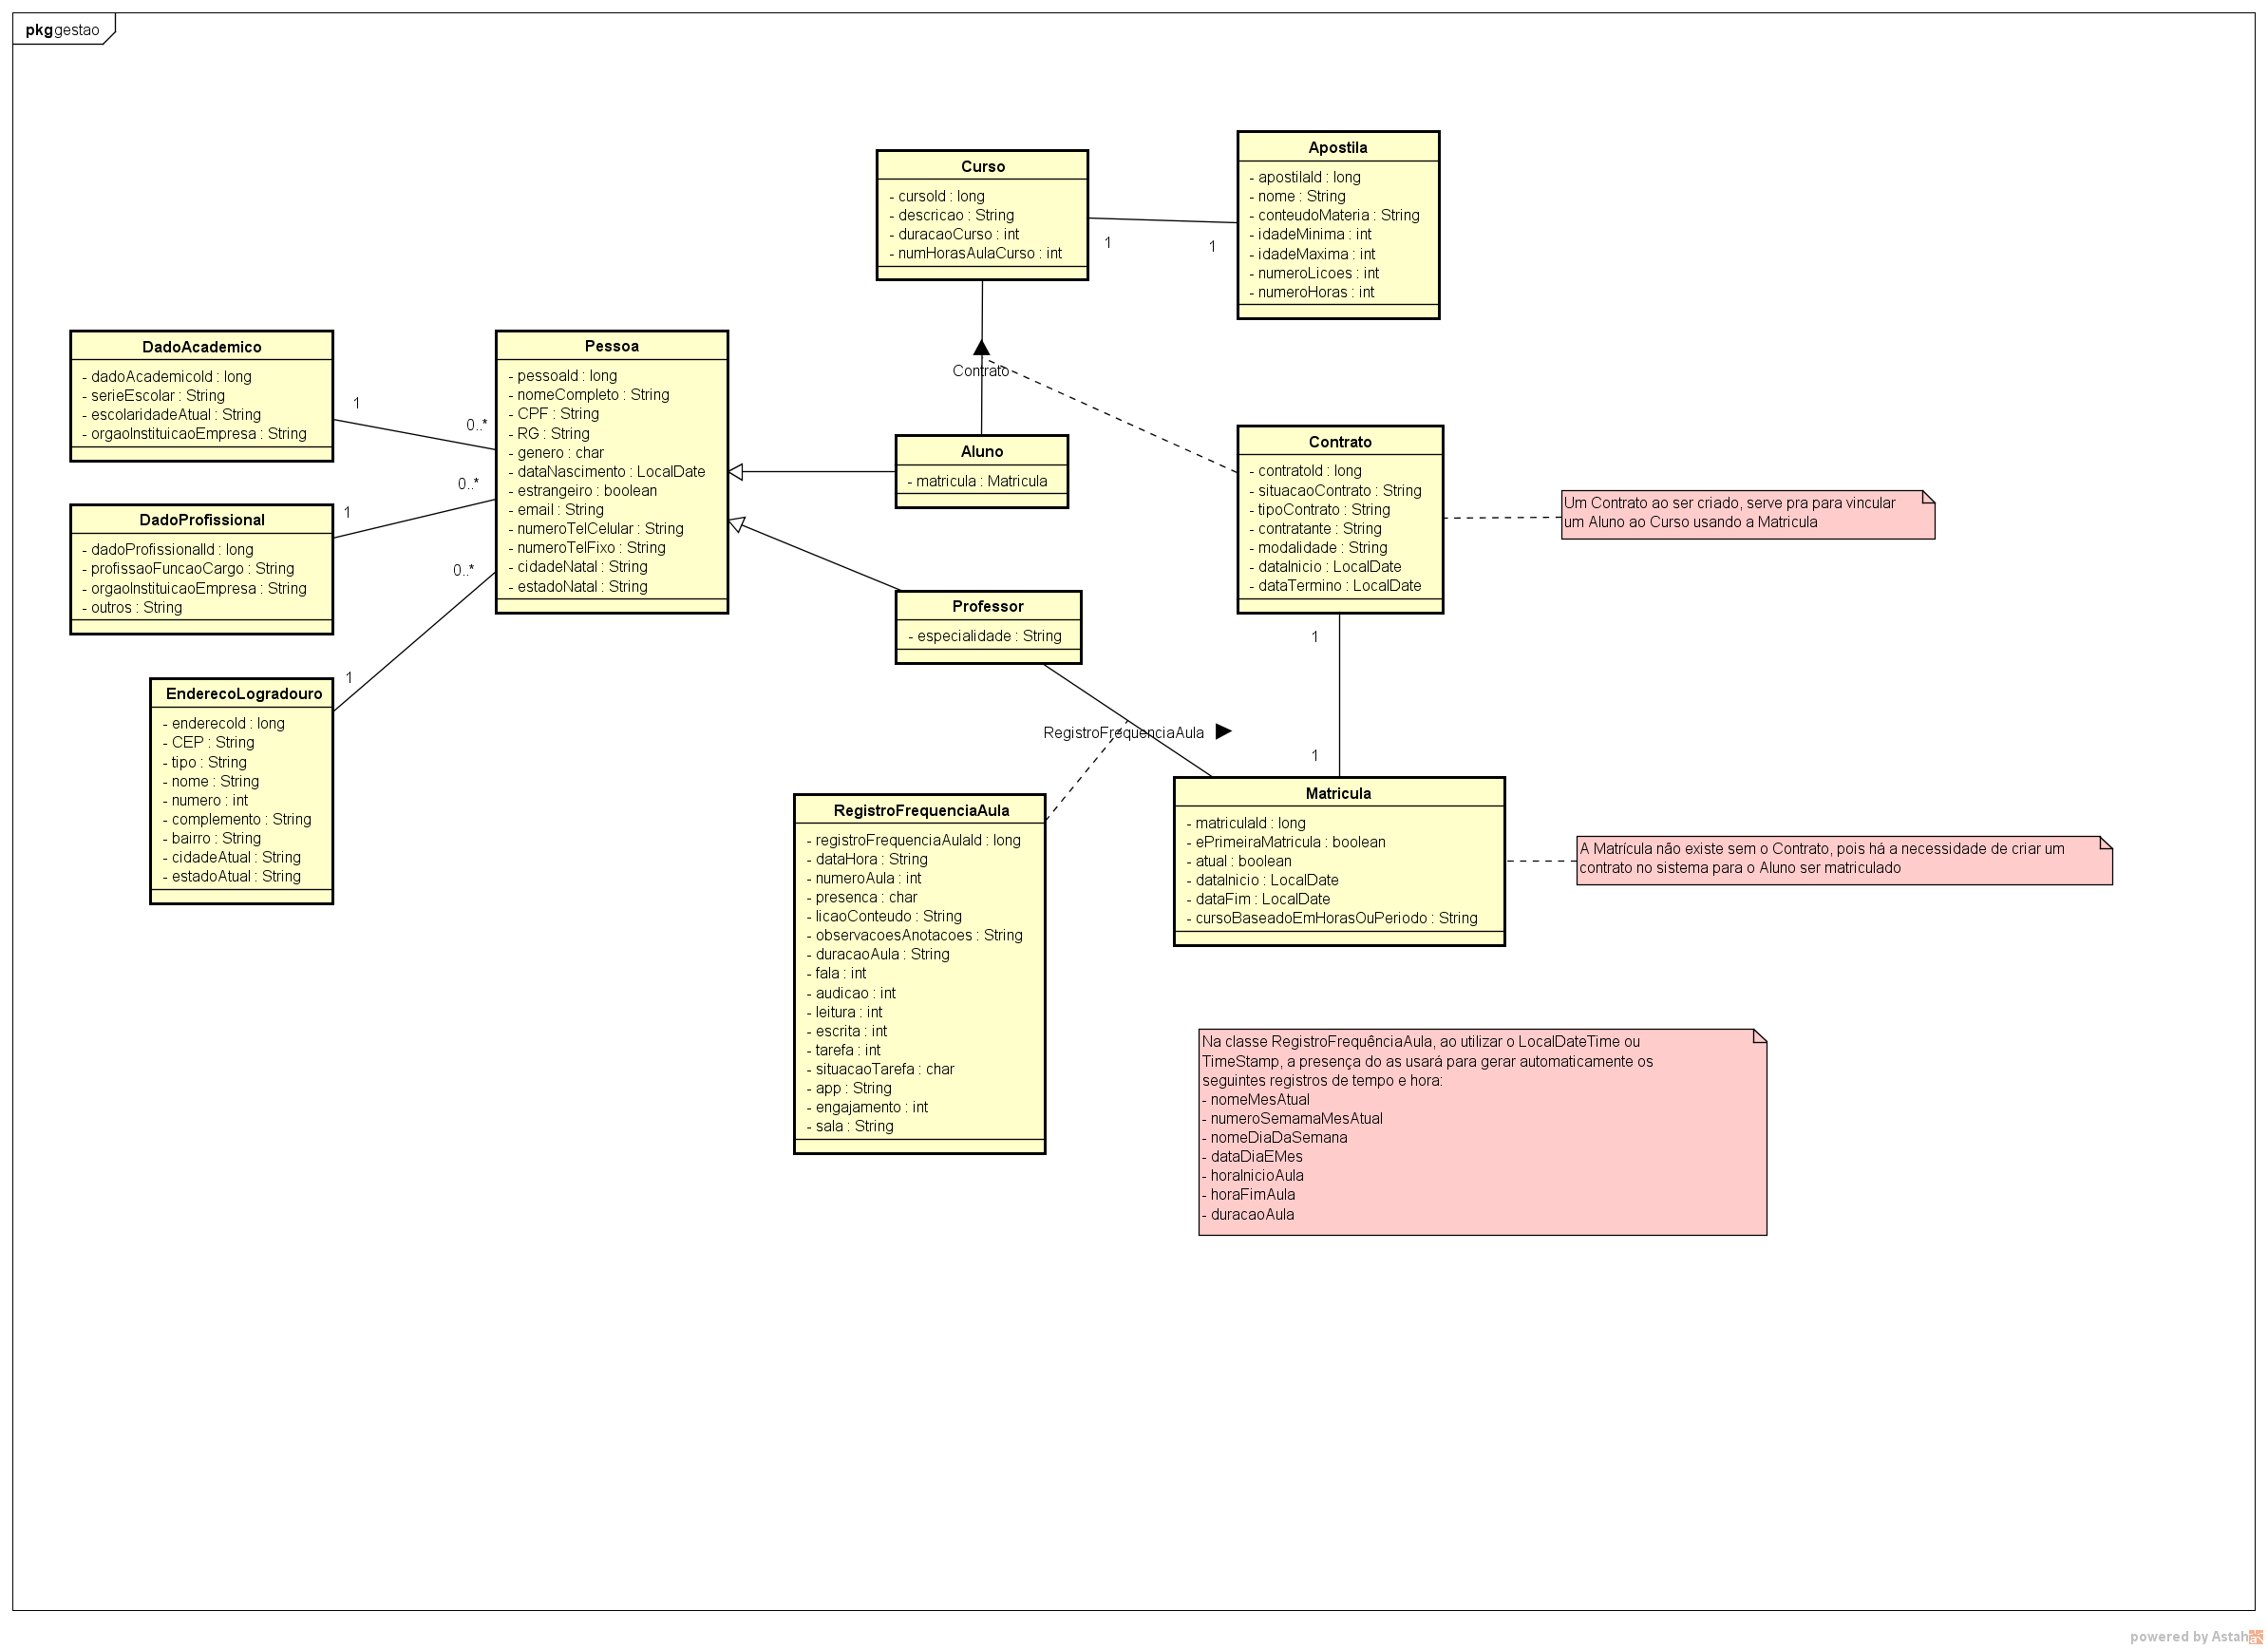 pkg gestao
Curso
- cursoId : long
- descricao : String
- duracaoCurso : int
- numHorasAulaCurso : int
1
1
Apostila
- apostilaId : long
- nome : String
- conteudoMateria : String
- idadeMinima : int
- idadeMaxima : int
- numeroLicoes : int
- numeroHoras : int
DadoAcademico
- dadoAcademicoId : long
- serieEscolar : String
- escolaridadeAtual : String
- orgaoInstituicaoEmpresa : String
1
0..*
Pessoa
- pessoaId : long
- nomeCompleto : String
- CPF : String
- RG : String
- genero : char
- dataNascimento : LocalDate
- estrangeiro : boolean
- email : String
- numeroTelCelular : String
- numeroTelFixo : String
- cidadeNatal : String
- estadoNatal : String
Contrato
Aluno
- matricula : Matricula
Contrato
- contratoId : long
- situacaoContrato : String
- tipoContrato : String
- contratante : String
- modalidade : String
- dataInicio : LocalDate
- dataTermino : LocalDate
Um Contrato ao ser criado, serve pra para vincular
um Aluno ao Curso usando a Matricula
DadoProfissional
- dadoProfissionalId : long
- profissaoFuncaoCargo : String
- orgaoInstituicaoEmpresa : String
- outros : String
1
0..*
Professor
- especialidade : String
EnderecoLogradouro
- enderecoId : long
- CEP : String
- tipo : String
- nome : String
- numero : int
- complemento : String
- bairro : String
- cidadeAtual : String
- estadoAtual : String
1
0..*
RegistroFrequenciaAula
1
1
RegistroFrequenciaAula
- registroFrequenciaAulaId : long
- dataHora : String
- numeroAula : int
- presenca : char
- licaoConteudo : String
- observacoesAnotacoes : String
- duracaoAula : String
- fala : int
- audicao : int
- leitura : int
- escrita : int
- tarefa : int
- situacaoTarefa : char
- app : String
- engajamento : int
- sala : String
Matricula
- matriculaId : long
- ePrimeiraMatricula : boolean
- atual : boolean
- dataInicio : LocalDate
- dataFim : LocalDate
- cursoBaseadoEmHorasOuPeriodo : String
A Matrícula não existe sem o Contrato, pois há a necessidade de criar um
contrato no sistema para o Aluno ser matriculado
Na classe RegistroFrequênciaAula, ao utilizar o LocalDateTime ou
TimeStamp, a presença do as usará para gerar automaticamente os
seguintes registros de tempo e hora:
- nomeMesAtual
- numeroSemamaMesAtual
- nomeDiaDaSemana
- dataDiaEMes
- horaInicioAula
- horaFimAula
- duracaoAula
powered by Astah